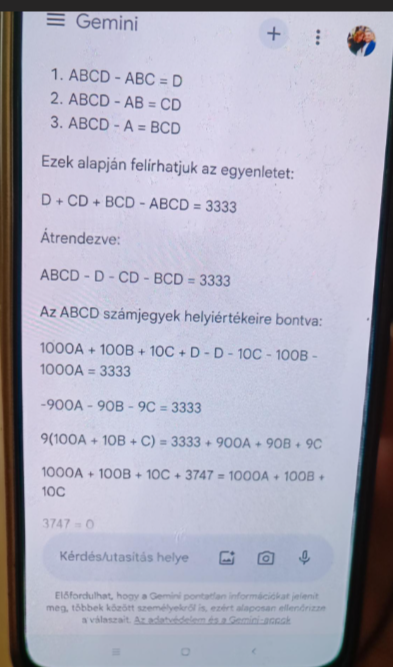 Gemini
1. ABCD - ABC = D
2. ABCD - AB = CD
3. ABCD - A = BCD
Ezek alapján felírhatjuk az egyenletet:
D + CD + BCD - ABCD = 3333
Átrendezve:
ABCD - D - CD - BCD = 3333
Az ABCD számjegyek helyiértékeire bontva:
1000A + 100B + 10C + D - D - 10C - 100B -
1000A = 3333
-900A - 90B - 9C = 3333
9(100A + 10B + C) = 3333 + 900A + 90B + 9C
1000A + 100B + 10C + 3747 = 1000A + 100B +
10C
3747 = 0
Kérdés/utasítás helye
Előfordulhat, hogy a Gemini pontatlan információkat jelenít
meg, többek között személyekről is, ezért alaposan ellenőrizze
a válaszait. Az adatvédelem és a Gemini-appok